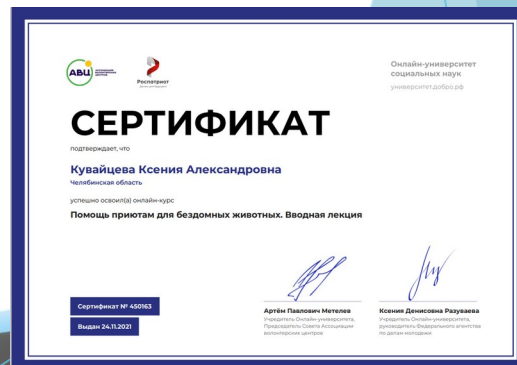 АВЦ
Роспатриот
Онлайн-университет
социальных наук
университет.добро.рф
СЕРТИФИКАТ
подтверждает, что
Кувайцева Ксения Александровна
Челябинская область
успешно освоил(а) онлайн-курс
Помощь приютам для бездомных животных. Вводная лекция
Сертификат № 450163
Выдан 24.11.2021
Артём Павлович Метелев
Учредитель Онлайн-университета,
Председатель Совета Ассоциации
волонтерских центров
Ксения Денисовна Разуваева
Учредитель Онлайн-университета,
руководитель Федерального агентства
по делам молодежи